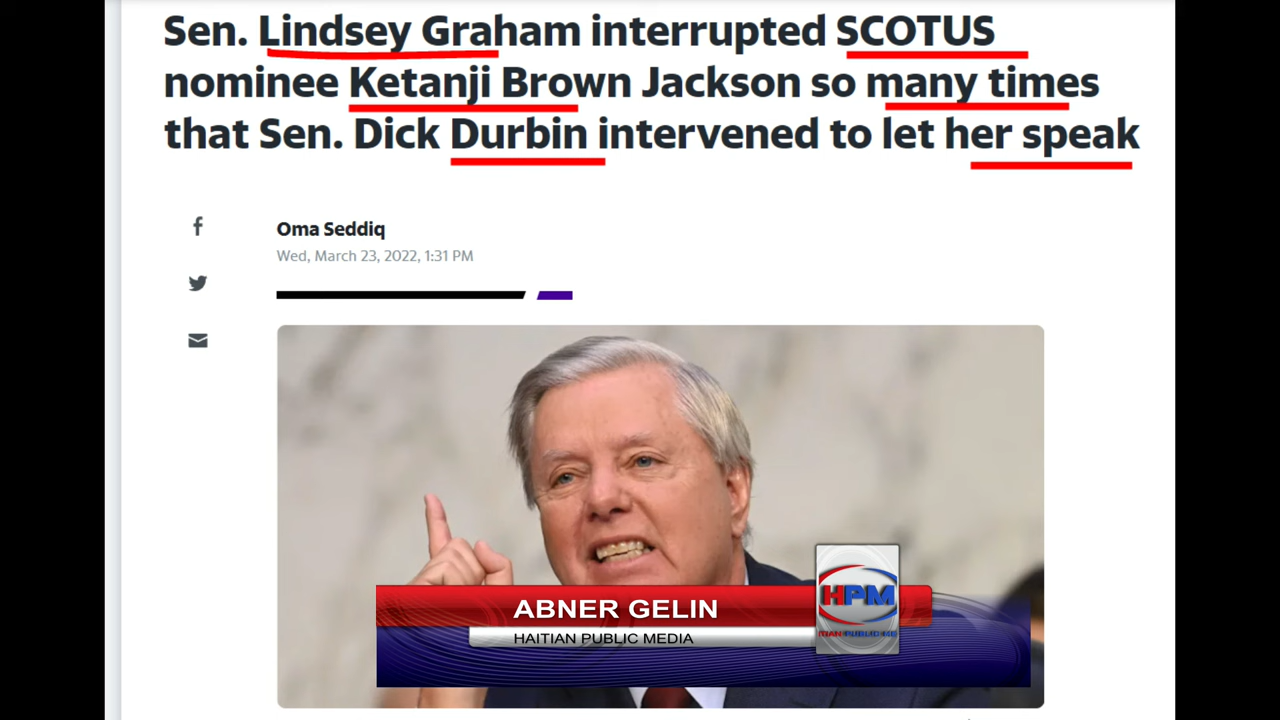 Sen. Lindsey Graham interrupted SCOTUS
nominee Ketanji Brown Jackson so many times
that Sen. Dick Durbin intervened to let her speak
Oma Seddiq
Wed, March 23, 2022, 1:31 PM
ABNER GELIN
HPM
HAITIAN PUBLIC MEDIA